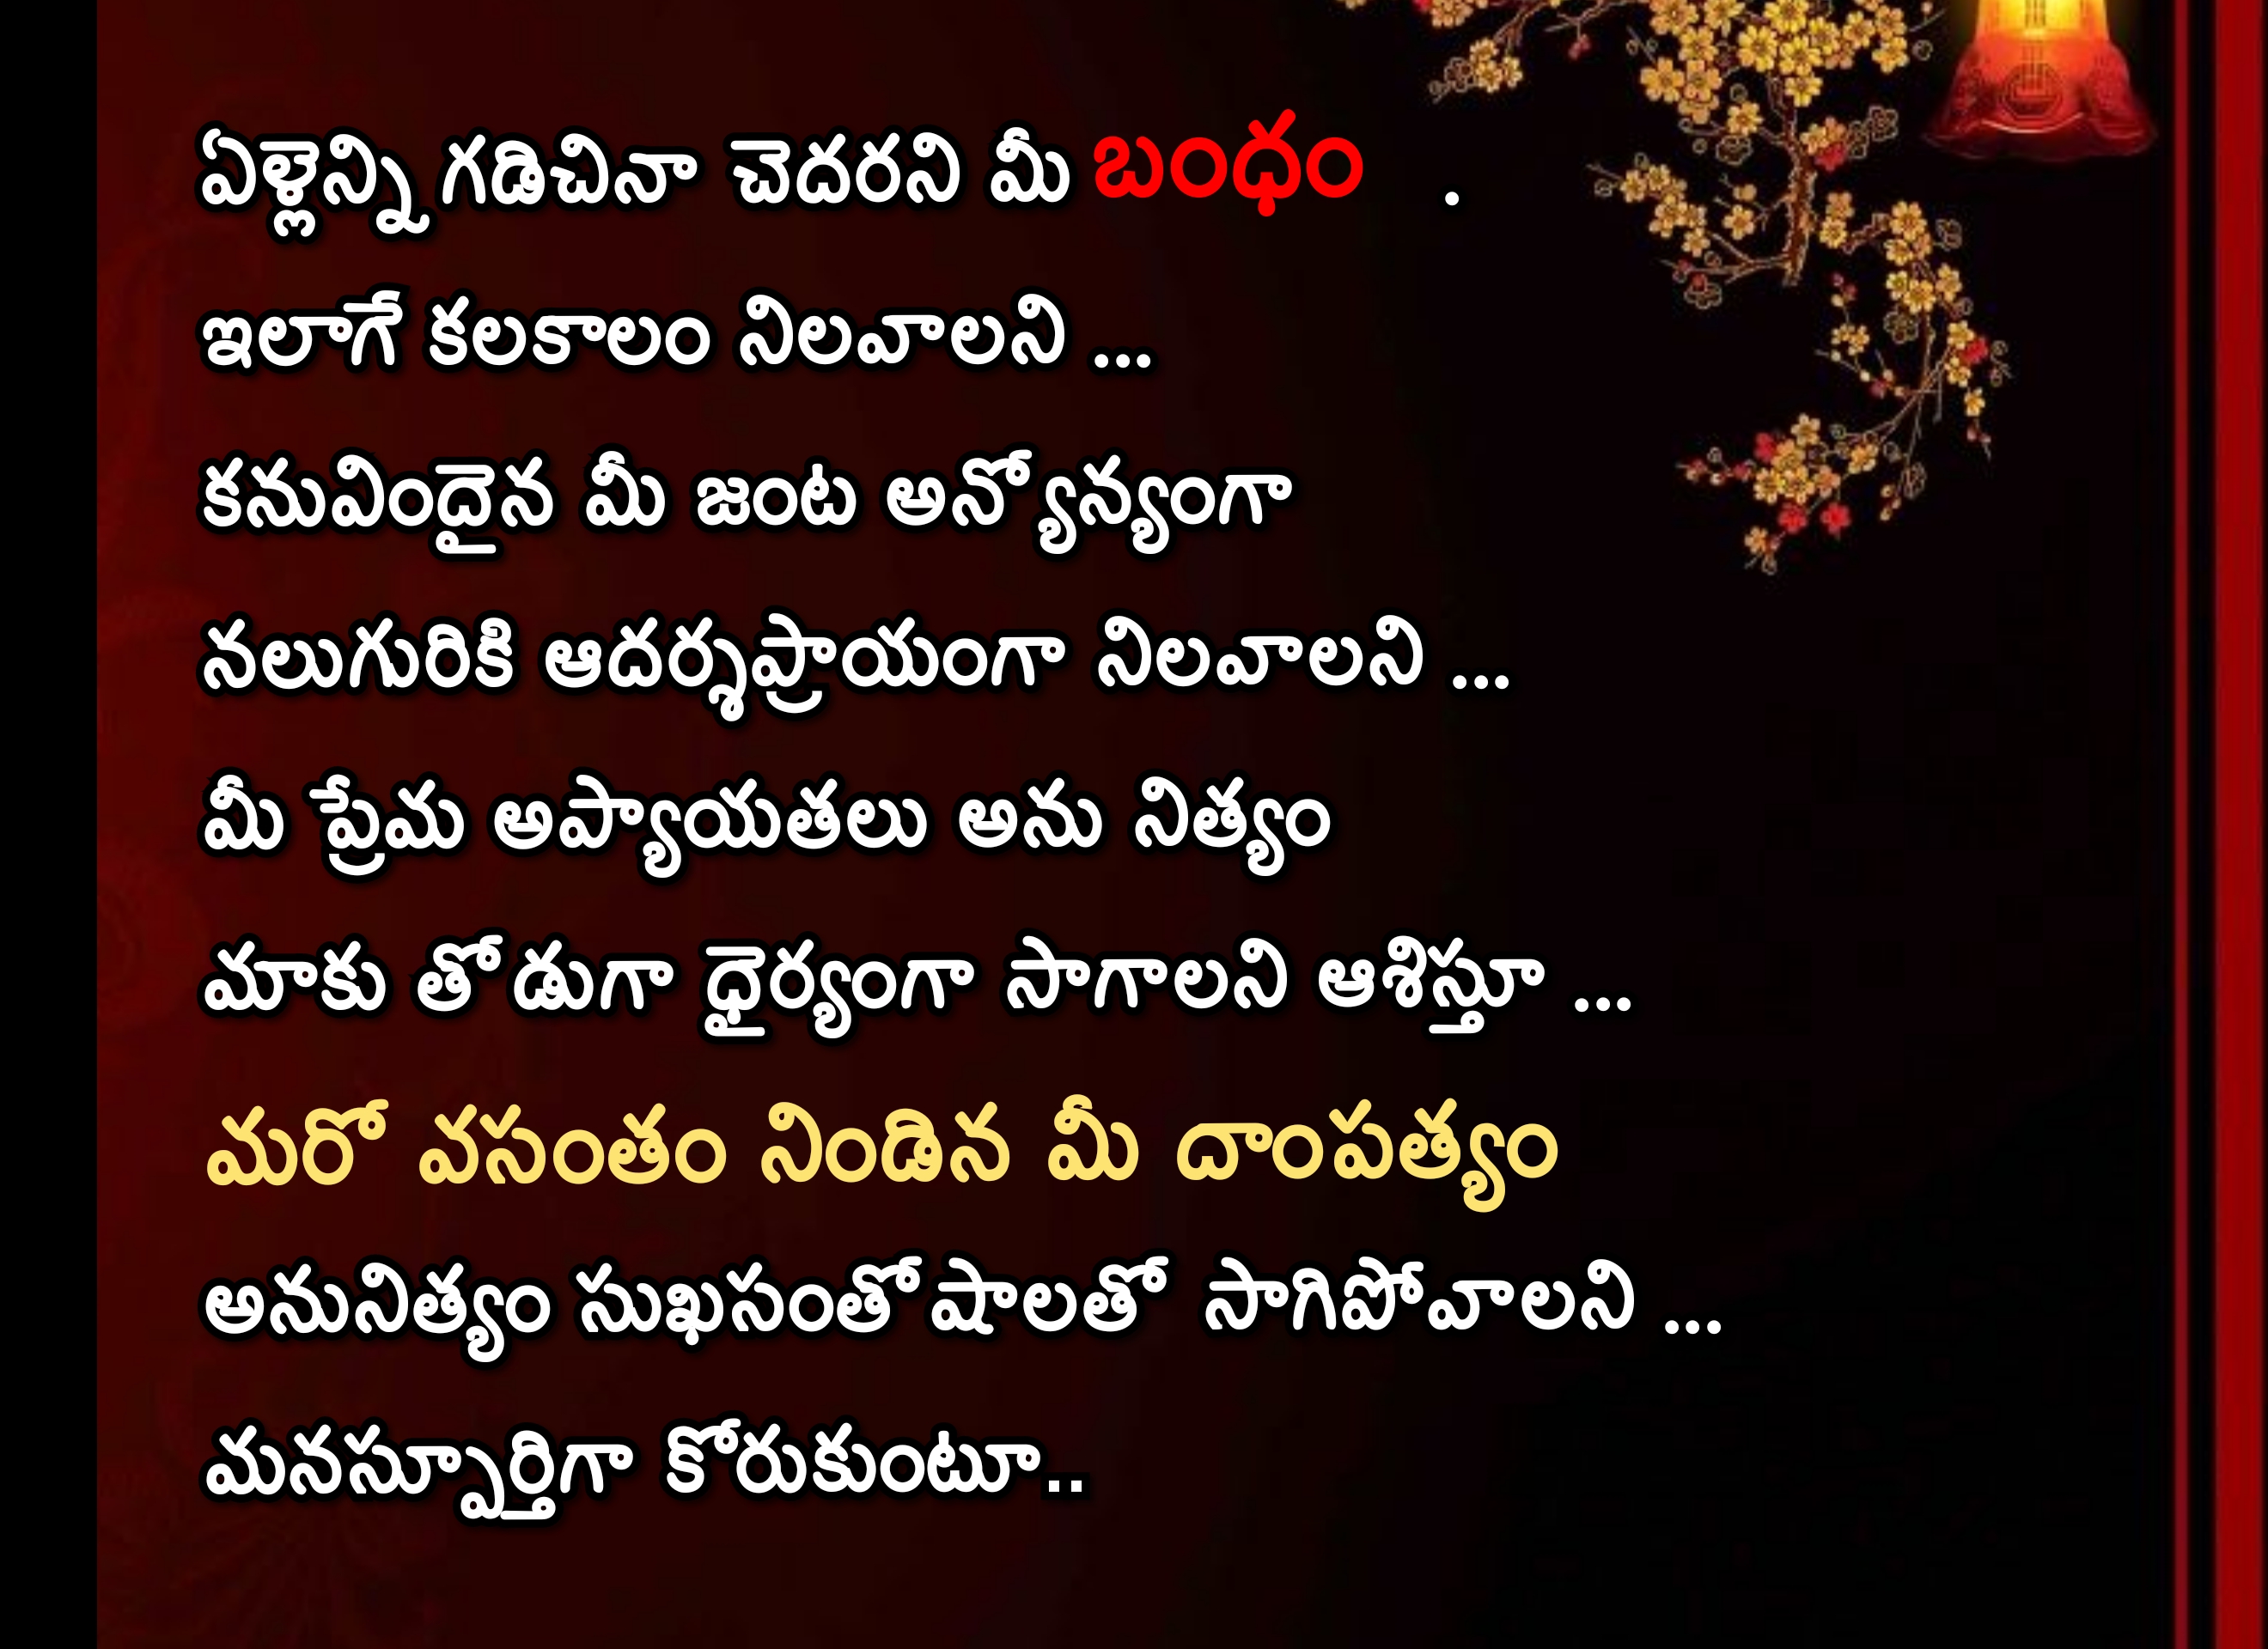 ఏళ్లెన్ని గడిచినా చెదరని మీ బంధం .
ఇలాగే కలకాలం నిలవాలని ...
కనువిందైన మీ జంట అన్యోన్యంగా
నలుగురికి ఆదర్శప్రాయంగా నిలవాలని ...
మీ ప్రేమ అప్యాయతలు అను నిత్యం
మాకు తోడుగా ధైర్యంగా సాగాలని ఆశిస్తూ ...
మరో వసంతం నిండిన మీ దాంపత్యం
అనునిత్యం సుఖసంతోషాలతో సాగిపోవాలని ...
మనస్పూర్తిగా కోరుకుంటూ..